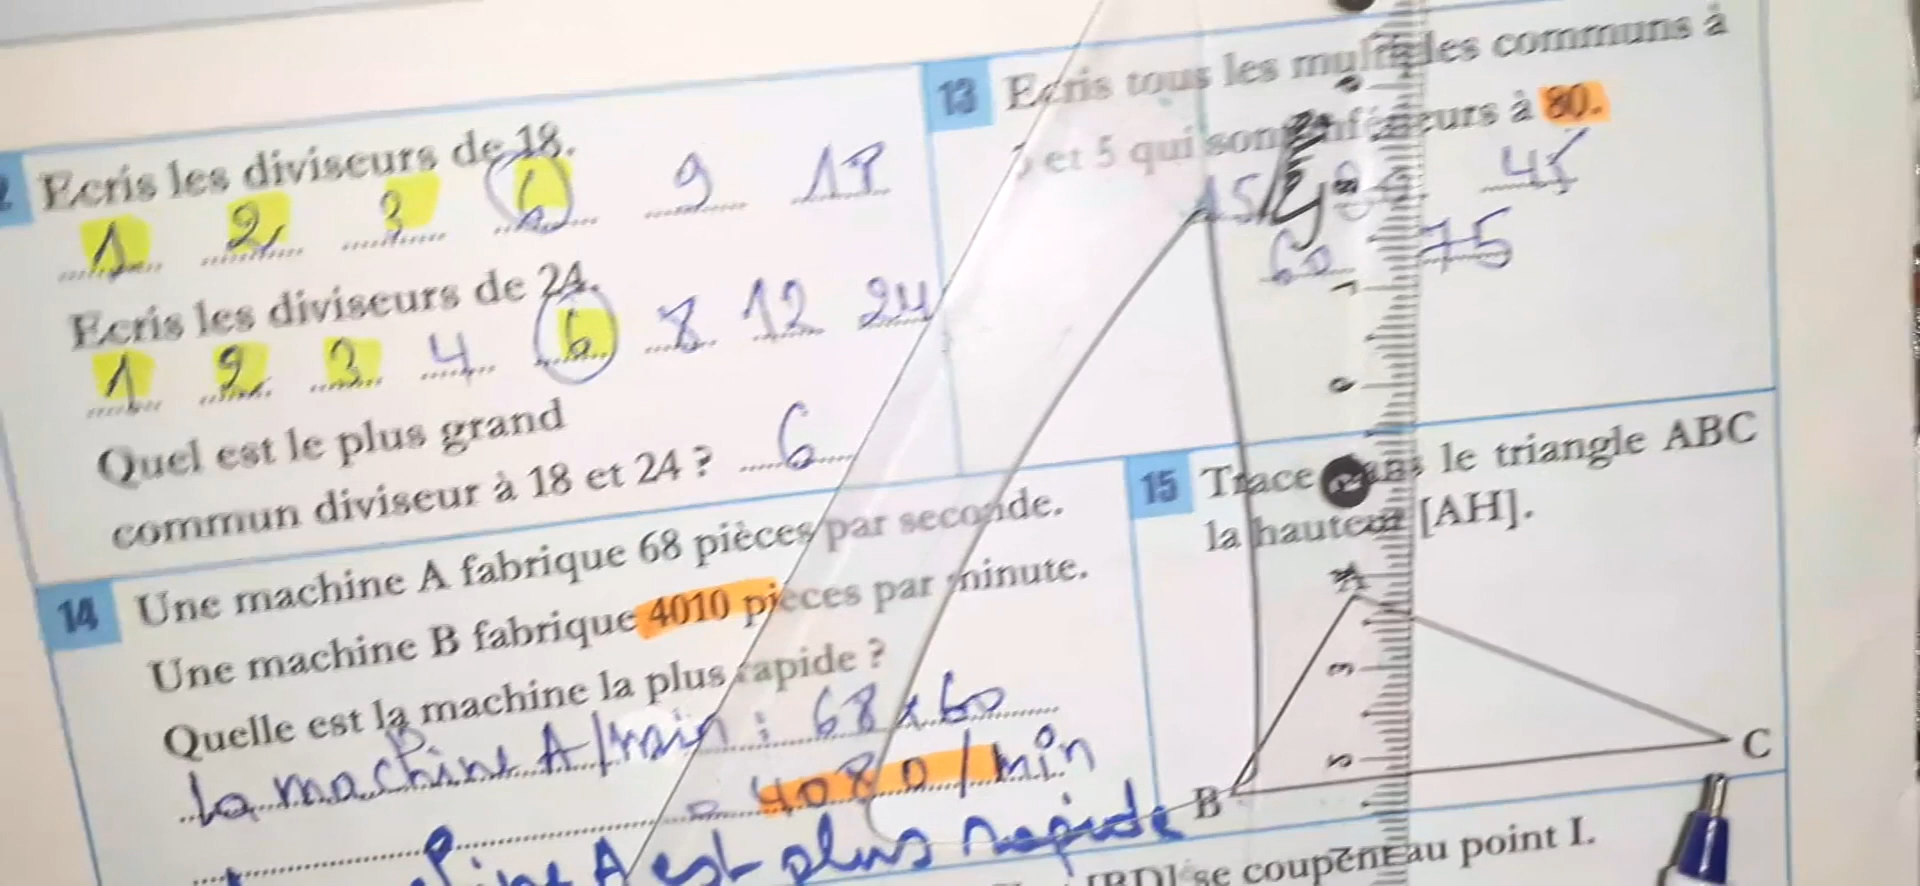 Ecris les diviseurs de 18.
1 2 3 6 9 18
Ecris les diviseurs de 24.
1 2 3 4 6 8 12 24
Quel est le plus grand
commun diviseur à 18 et 24 ? 6
13 Ecris tous les multiples communs à
et 5 qui sont inférieurs à 80.
15 45
60 75
14 Une machine A fabrique 68 pièces par seconde.
Une machine B fabrique 4010 pièces par minute.
Quelle est la machine la plus rapide ?
la machine A/min : 68 x 60
= 4080/min
A est plus rapide
15 Trace dans le triangle ABC
la hauteur [AH].
A
B
C
[BD] se coupent au point I.